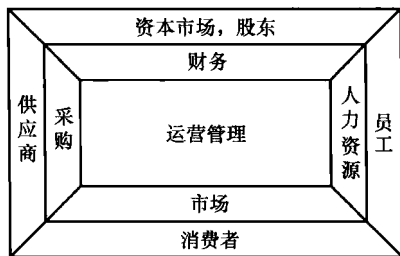 资本市场，股东
财务
供应商
采购
运营管理
人力资源
员工
市场
消费者